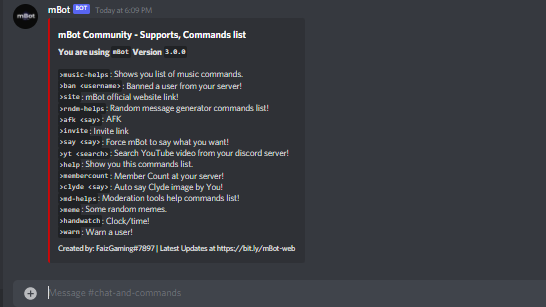 mBot
mBot BOT Today at 6:09 PM
mBot Community - Supports, Commands list
You are using mBot Version 3.0.0
>music-helps: Shows you list of music commands.
>ban <username>: Banned a user from your server!
>site: mBot official website link!
>rndm-helps: Random message generator commands list!
>afk <say>: AFK
>invite: Invite link
>say <say>: Force mBot to say what you want!
>yt <search>: Search YouTube video from your discord server!
>help: Show you this commands list.
>membercount: Member Count at your server!
>clyde <say>: Auto say Clyde image by You!
>md-helps: Moderation tools help commands list!
>meme: Some random memes.
>handwatch: Clock/time!
>warn: Warn a user!
Created by: FaizGaming#7897 | Latest Updates at https://bit.ly/mBot-web
Message #chat-and-commands